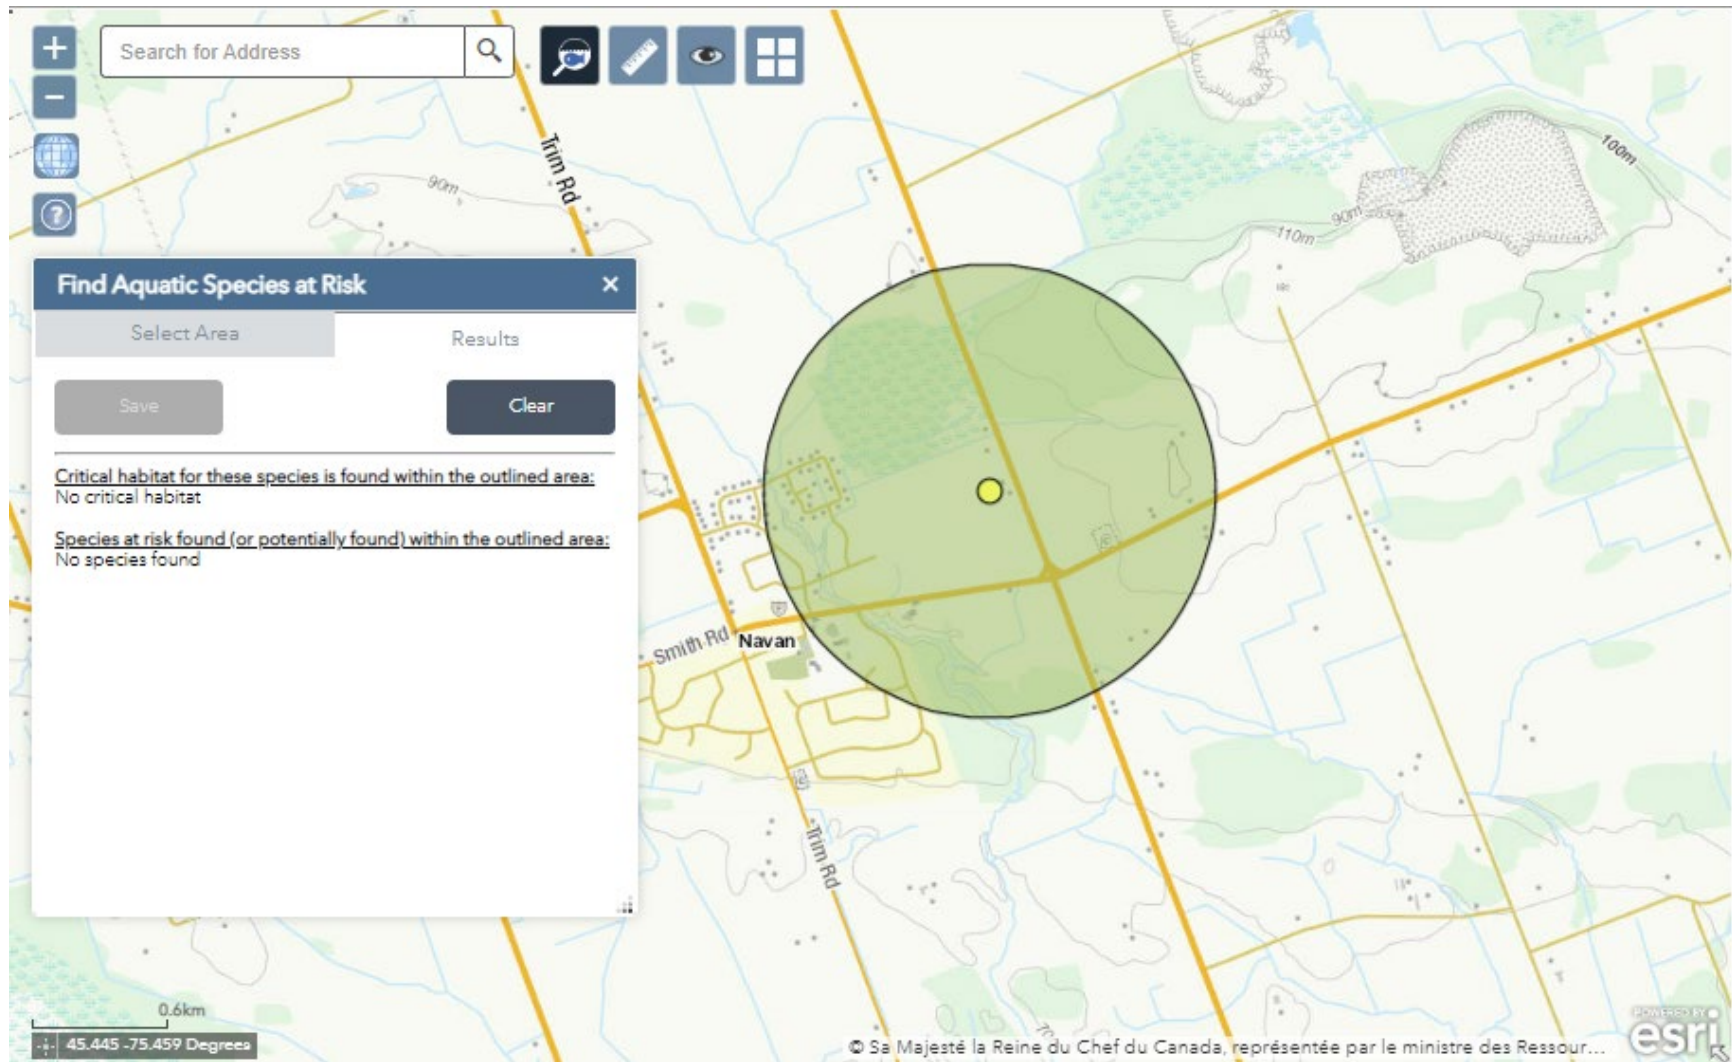 +
Search for Address
−
?
Trim Rd
90m
100m
90m
110m
Find Aquatic Species at Risk ×
Select Area
Results
Save
Clear
Critical habitat for these species is found within the outlined area:
No critical habitat
Species at risk found (or potentially found) within the outlined area:
No species found
Smith Rd
Navan
Trim Rd
0.6km
45.445 -75.459 Degrees
© Sa Majesté la Reine du Chef du Canada, représentée par le ministre des Ressour...
POWERED BY
esri